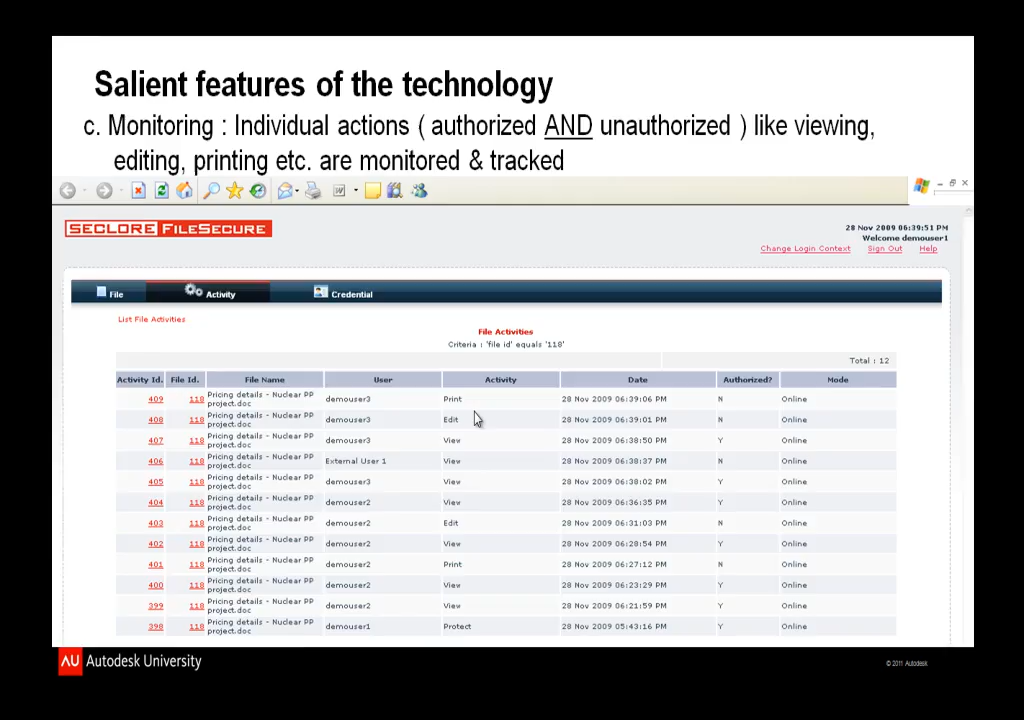 Salient features of the technology
c. Monitoring : Individual actions ( authorized AND unauthorized ) like viewing,
editing, printing etc. are monitored & tracked
SECLORE FILESECURE
28 Nov 2009 06:39:51 PM
Welcome demouser1
Change Login Context Sign Out Help
File Activity Credential
List File Activities
File Activities
Criteria : 'file id' equals '118'
Total : 12
Activity Id. File Id. File Name User Activity Date Authorized? Mode
409 118 Pricing details - Nuclear PP project.doc demouser3 Print 28 Nov 2009 06:39:06 PM N Online
408 118 Pricing details - Nuclear PP project.doc demouser3 Edit 28 Nov 2009 06:39:01 PM N Online
407 118 Pricing details - Nuclear PP project.doc demouser3 View 28 Nov 2009 06:38:50 PM Y Online
406 118 Pricing details - Nuclear PP project.doc External User 1 View 28 Nov 2009 06:38:37 PM N Online
405 118 Pricing details - Nuclear PP project.doc demouser3 View 28 Nov 2009 06:38:02 PM Y Online
404 118 Pricing details - Nuclear PP project.doc demouser2 View 28 Nov 2009 06:36:35 PM Y Online
403 118 Pricing details - Nuclear PP project.doc demouser2 Edit 28 Nov 2009 06:31:03 PM N Online
402 118 Pricing details - Nuclear PP project.doc demouser2 View 28 Nov 2009 06:28:54 PM Y Online
401 118 Pricing details - Nuclear PP project.doc demouser2 Print 28 Nov 2009 06:27:12 PM N Online
400 118 Pricing details - Nuclear PP project.doc demouser2 View 28 Nov 2009 06:23:29 PM Y Online
399 118 Pricing details - Nuclear PP project.doc demouser2 View 28 Nov 2009 06:21:59 PM Y Online
398 118 Pricing details - Nuclear PP project.doc demouser1 Protect 28 Nov 2009 05:43:16 PM Y Online
AU Autodesk University
© 2011 Autodesk